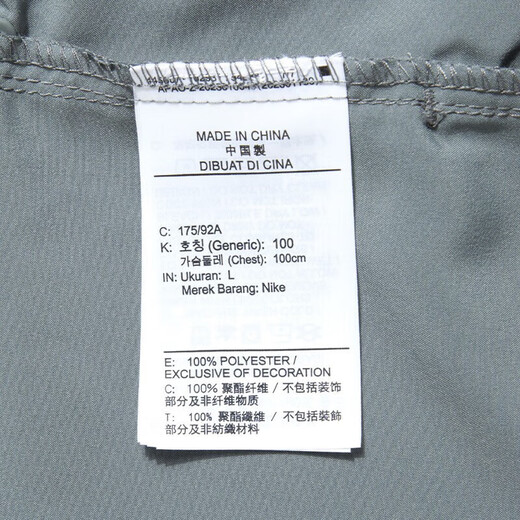 MADE IN CHINA
中国製
DIBUAT DI CINA
C: 175/92A
K: 호칭 (Generic): 100
가슴둘레 (Chest): 100cm
IN: Ukuran: L
Merek Barang: Nike
E: 100% POLYESTER /
EXCLUSIVE OF DECORATION
C: 100% 聚酯纤维 / 不包括装饰
部分及非纤维物质
T: 100% 聚酯纖維 / 不包括裝飾
部分及非紡織材料